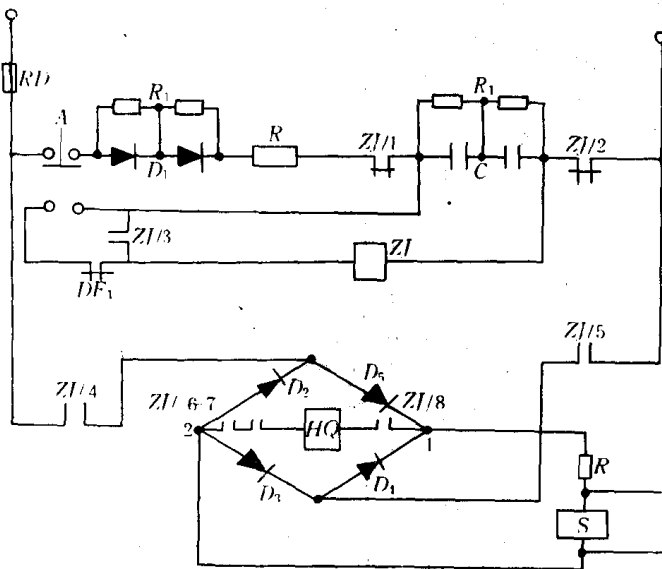 RD
A
R₁
R₁
D₁
R
ZJ/1
C
ZJ/2
ZJ/3
ZJ
DF₁
ZJ/5
ZJ/4
D₂
D₅
ZJ/6-7
ZJ/8
2
HQ
1
D₃
D₄
R
S